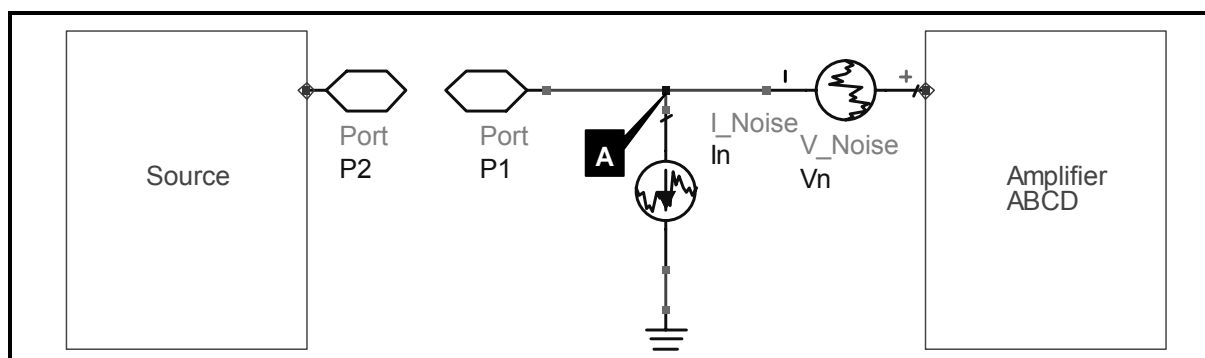 Source
Port
P2
Port
P1
A
I_Noise
In
V_Noise
Vn
Amplifier
ABCD